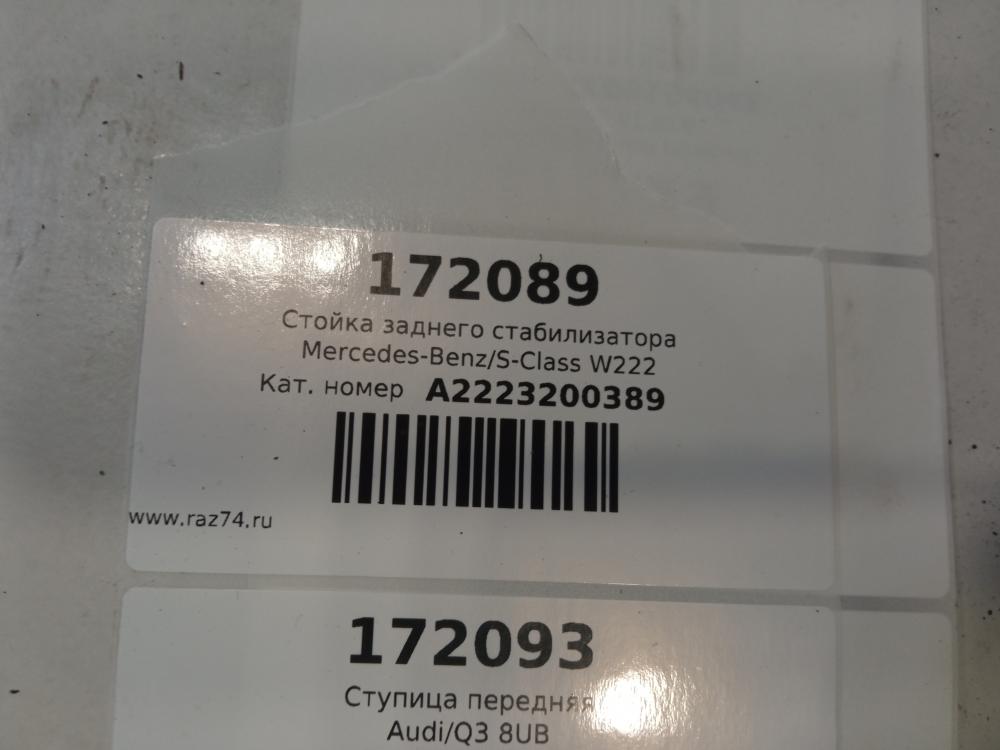 172089
Стойка заднего стабилизатора
Mercedes-Benz/S-Class W222
Кат. номер A2223200389
www.raz74.ru
172093
Ступица передняя
Audi/Q3 8UB